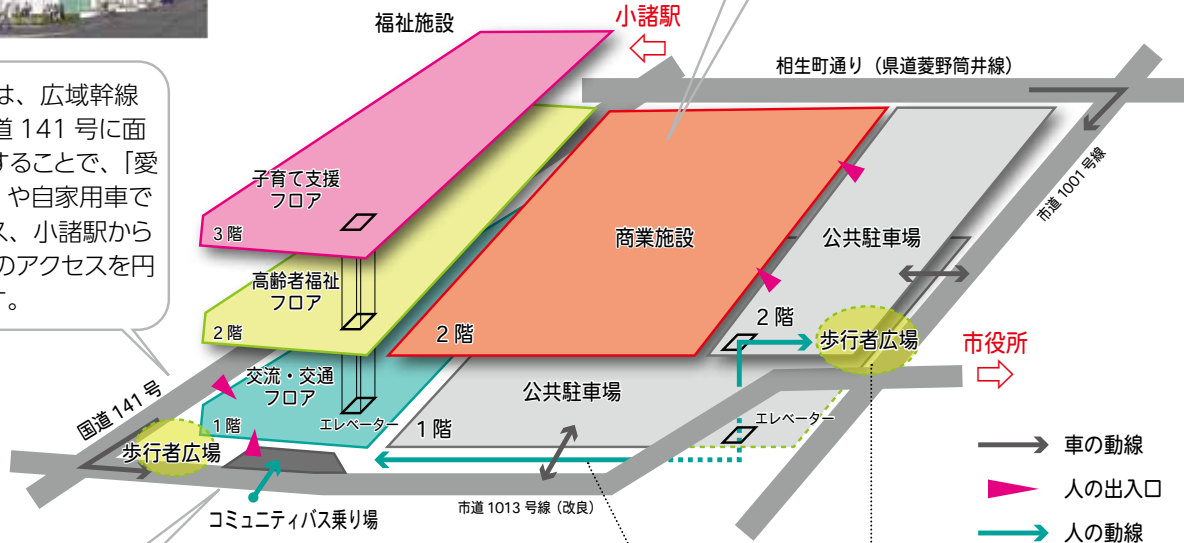 福祉施設
小諸駅
相生町通り（県道菱野筒井線）
は、広域幹線
道 141 号に面
することで、「愛
」や自家用車で
ス、小諸駅から
のアクセスを円
す。
市道 1001 号線
子育て支援
フロア
3 階
高齢者福祉
フロア
2 階
交流・交通
フロア
1 階
エレベーター
商業施設
2 階
公共駐車場
2 階
公共駐車場
1 階
エレベーター
歩行者広場
市役所
国道 141 号
歩行者広場
コミュニティバス乗り場
市道 1013 号線（改良）
車の動線
人の出入口
人の動線